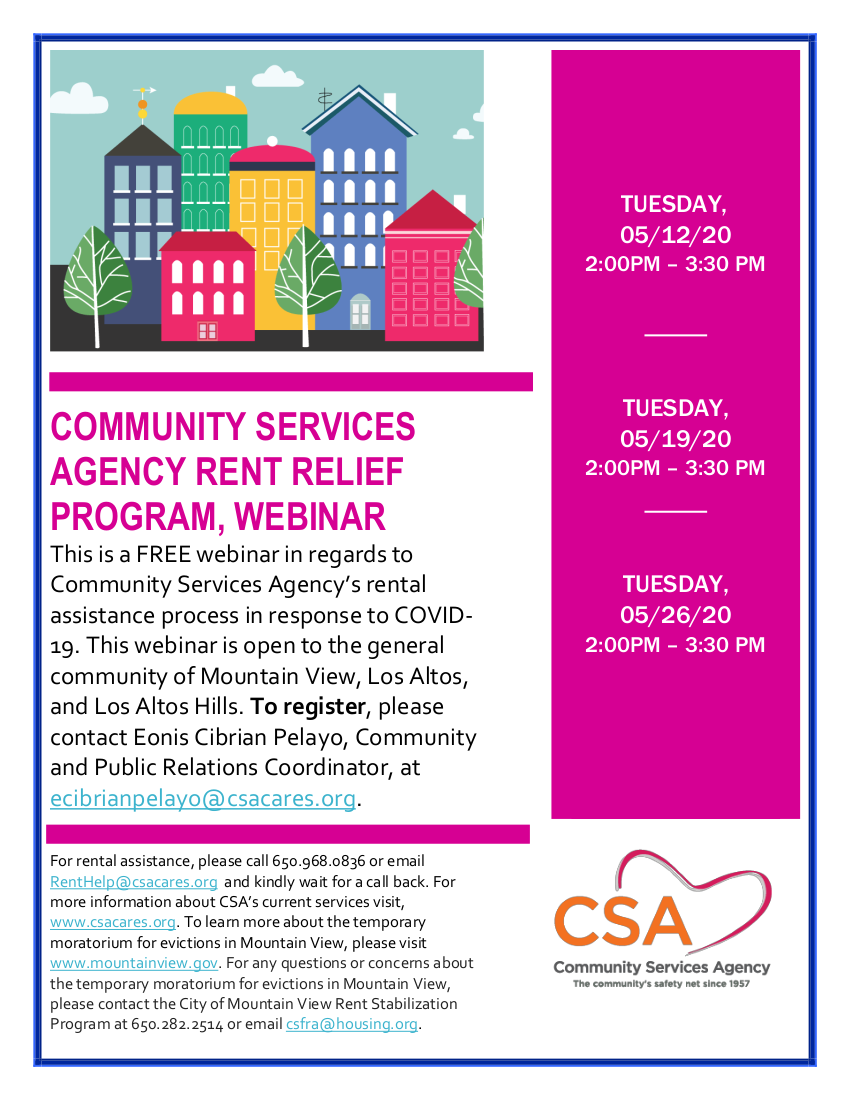 COMMUNITY SERVICES
AGENCY RENT RELIEF
PROGRAM, WEBINAR
This is a FREE webinar in regards to
Community Services Agency’s rental
assistance process in response to COVID-
19. This webinar is open to the general
community of Mountain View, Los Altos,
and Los Altos Hills. To register, please
contact Eonis Cibrian Pelayo, Community
and Public Relations Coordinator, at
ecibrianpelayo@csacares.org.
For rental assistance, please call 650.968.0836 or email
RentHelp@csacares.org and kindly wait for a call back. For
more information about CSA’s current services visit,
www.csacares.org. To learn more about the temporary
moratorium for evictions in Mountain View, please visit
www.mountainview.gov. For any questions or concerns about
the temporary moratorium for evictions in Mountain View,
please contact the City of Mountain View Rent Stabilization
Program at 650.282.2514 or email csfra@housing.org.
TUESDAY,
05/12/20
2:00PM – 3:30 PM
TUESDAY,
05/19/20
2:00PM – 3:30 PM
TUESDAY,
05/26/20
2:00PM – 3:30 PM
CSA
Community Services Agency
The community's safety net since 1957